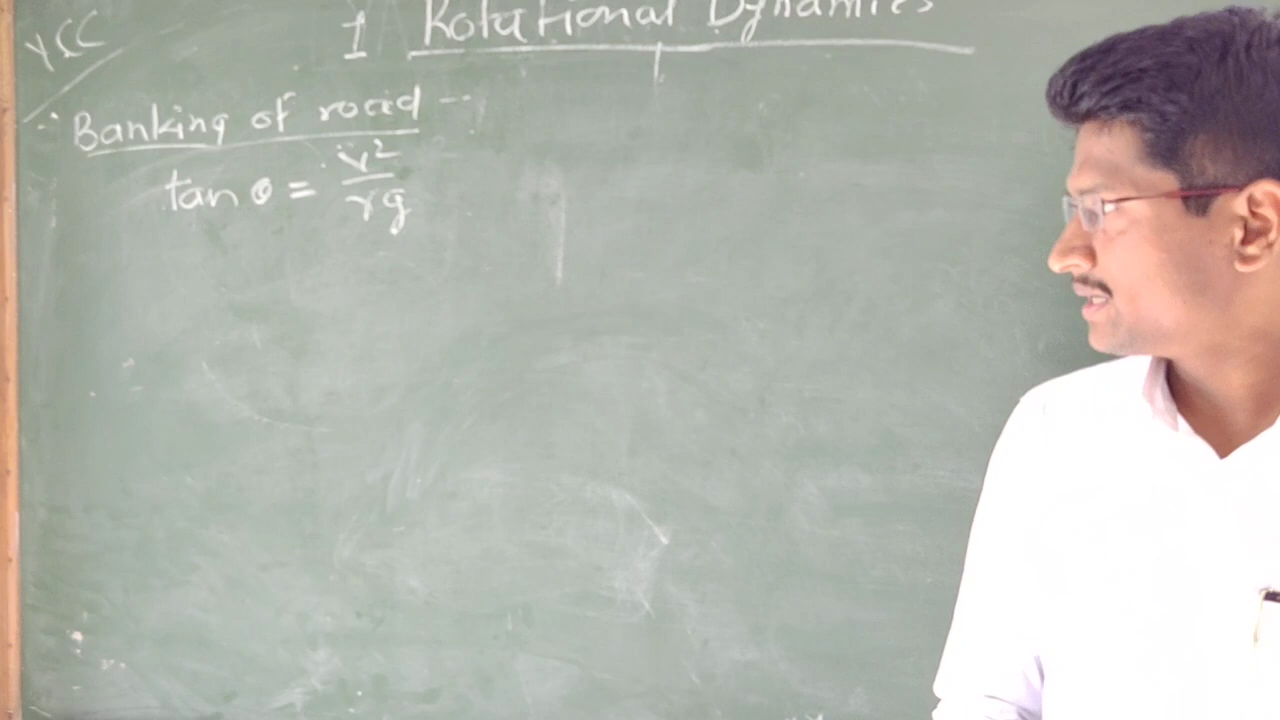 YCC
1 Rotational Dynamics
Banking of road --
tan θ = v²/rg